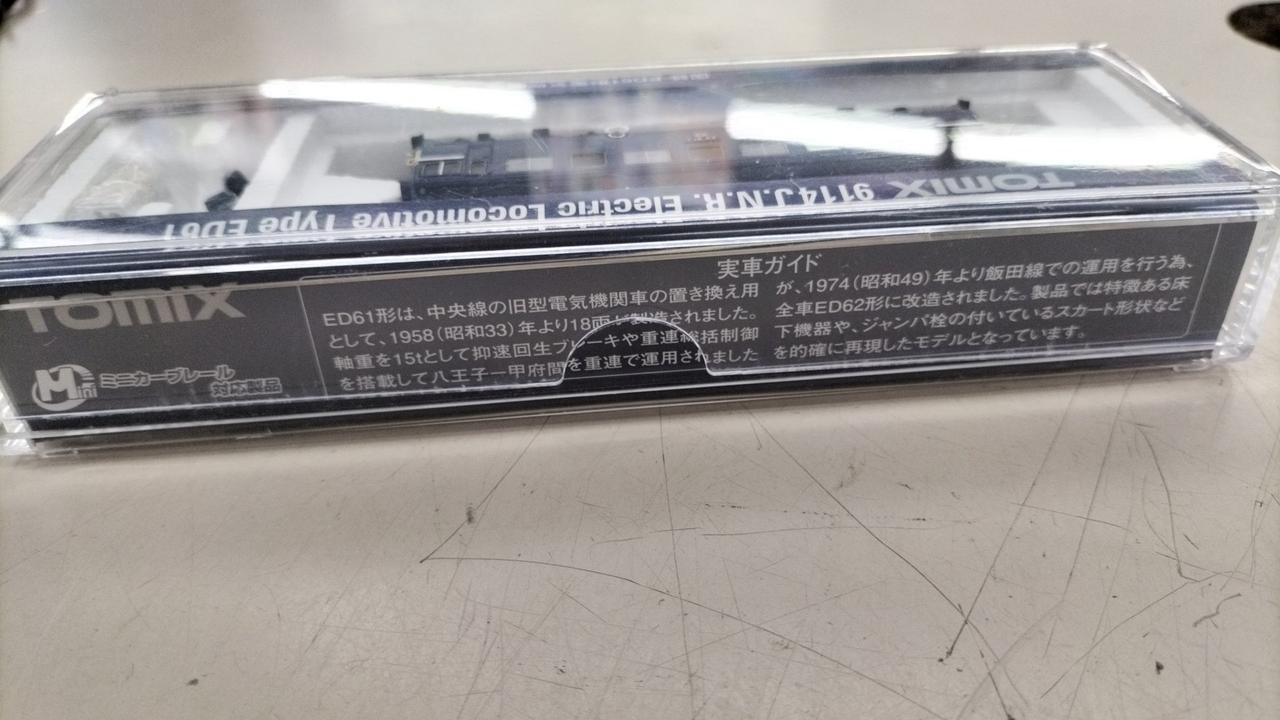 TOMIX 9114 J.N.R. Electric Locomotive Type ED61
TOMIX
Mini
ミニカーブレール
対応製品
実車ガイド
ED61形は、中央線の旧型電気機関車の置き換え用
として、1958(昭和33)年より18両が製造されました。
軸重を15tとして抑速回生ブレーキや重連総括制御
を搭載して八王子ー甲府間を重連で運用されました
が、1974(昭和49)年より飯田線での運用を行う為、
全車ED62形に改造されました。製品では特徴ある床
下機器や、ジャンパ栓の付いているスカート形状など
を的確に再現したモデルとなっています。